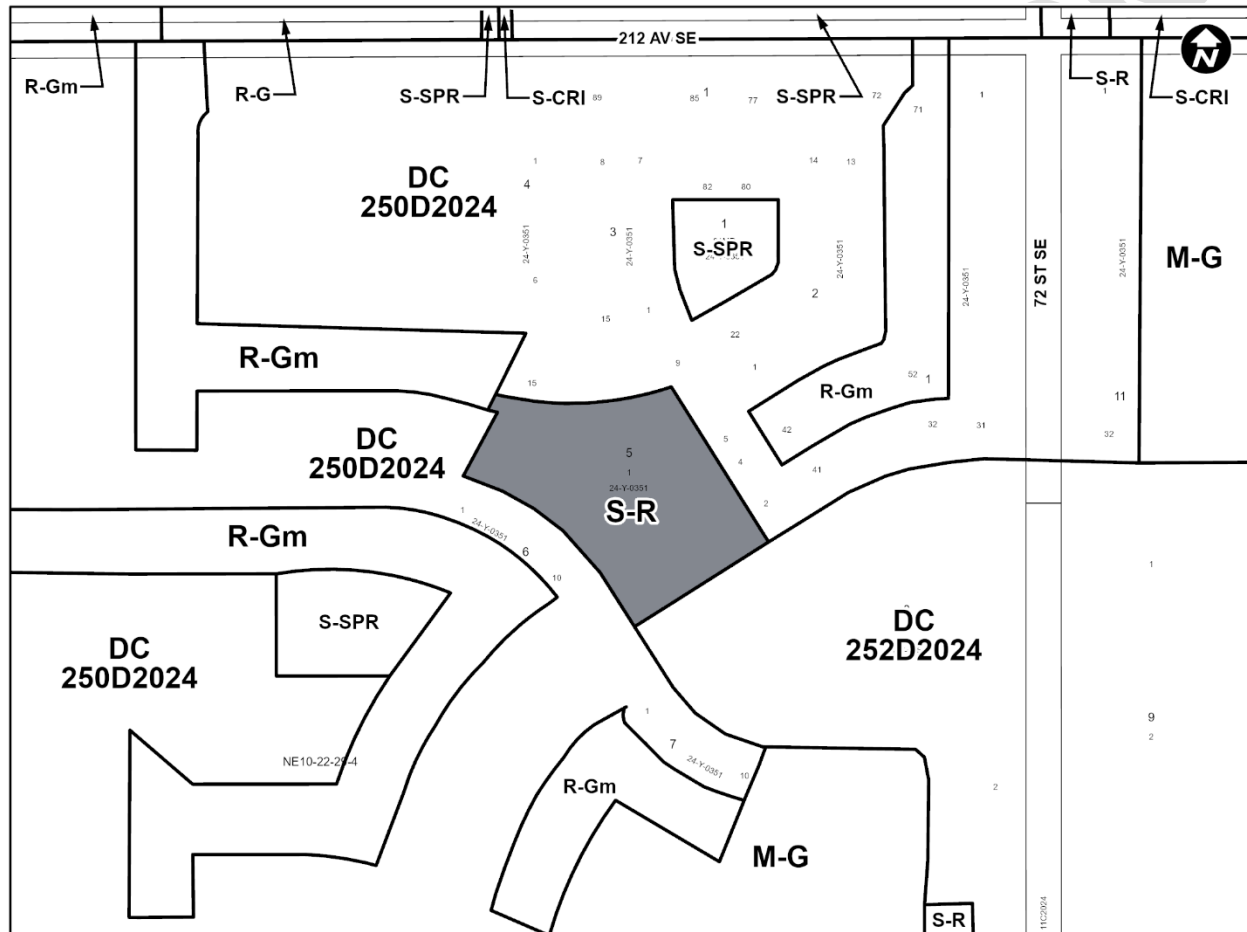 212 AV SE
N
R-Gm
R-G
S-SPR
S-CRI
S-SPR
S-R
S-CRI
89
85
1
77
72
71
1
1
DC
250D2024
1
8
7
14
13
4
82
80
3
24-Y-0351
24-Y-0351
1
S-SPR
24-Y-0351
24-Y-0351
24-Y-0351
72 ST SE
M-G
6
2
15
1
22
R-Gm
9
1
15
52
1
R-Gm
11
42
32
31
32
DC
250D2024
5
1
24-Y-0351
S-R
5
4
41
2
R-Gm
1
24-Y-0351
6
10
1
S-SPR
DC
250D2024
DC
252D2024
1
7
24-Y-0351
10
9
2
NE10-22-29-4
R-Gm
2
M-G
S-R
11C2024